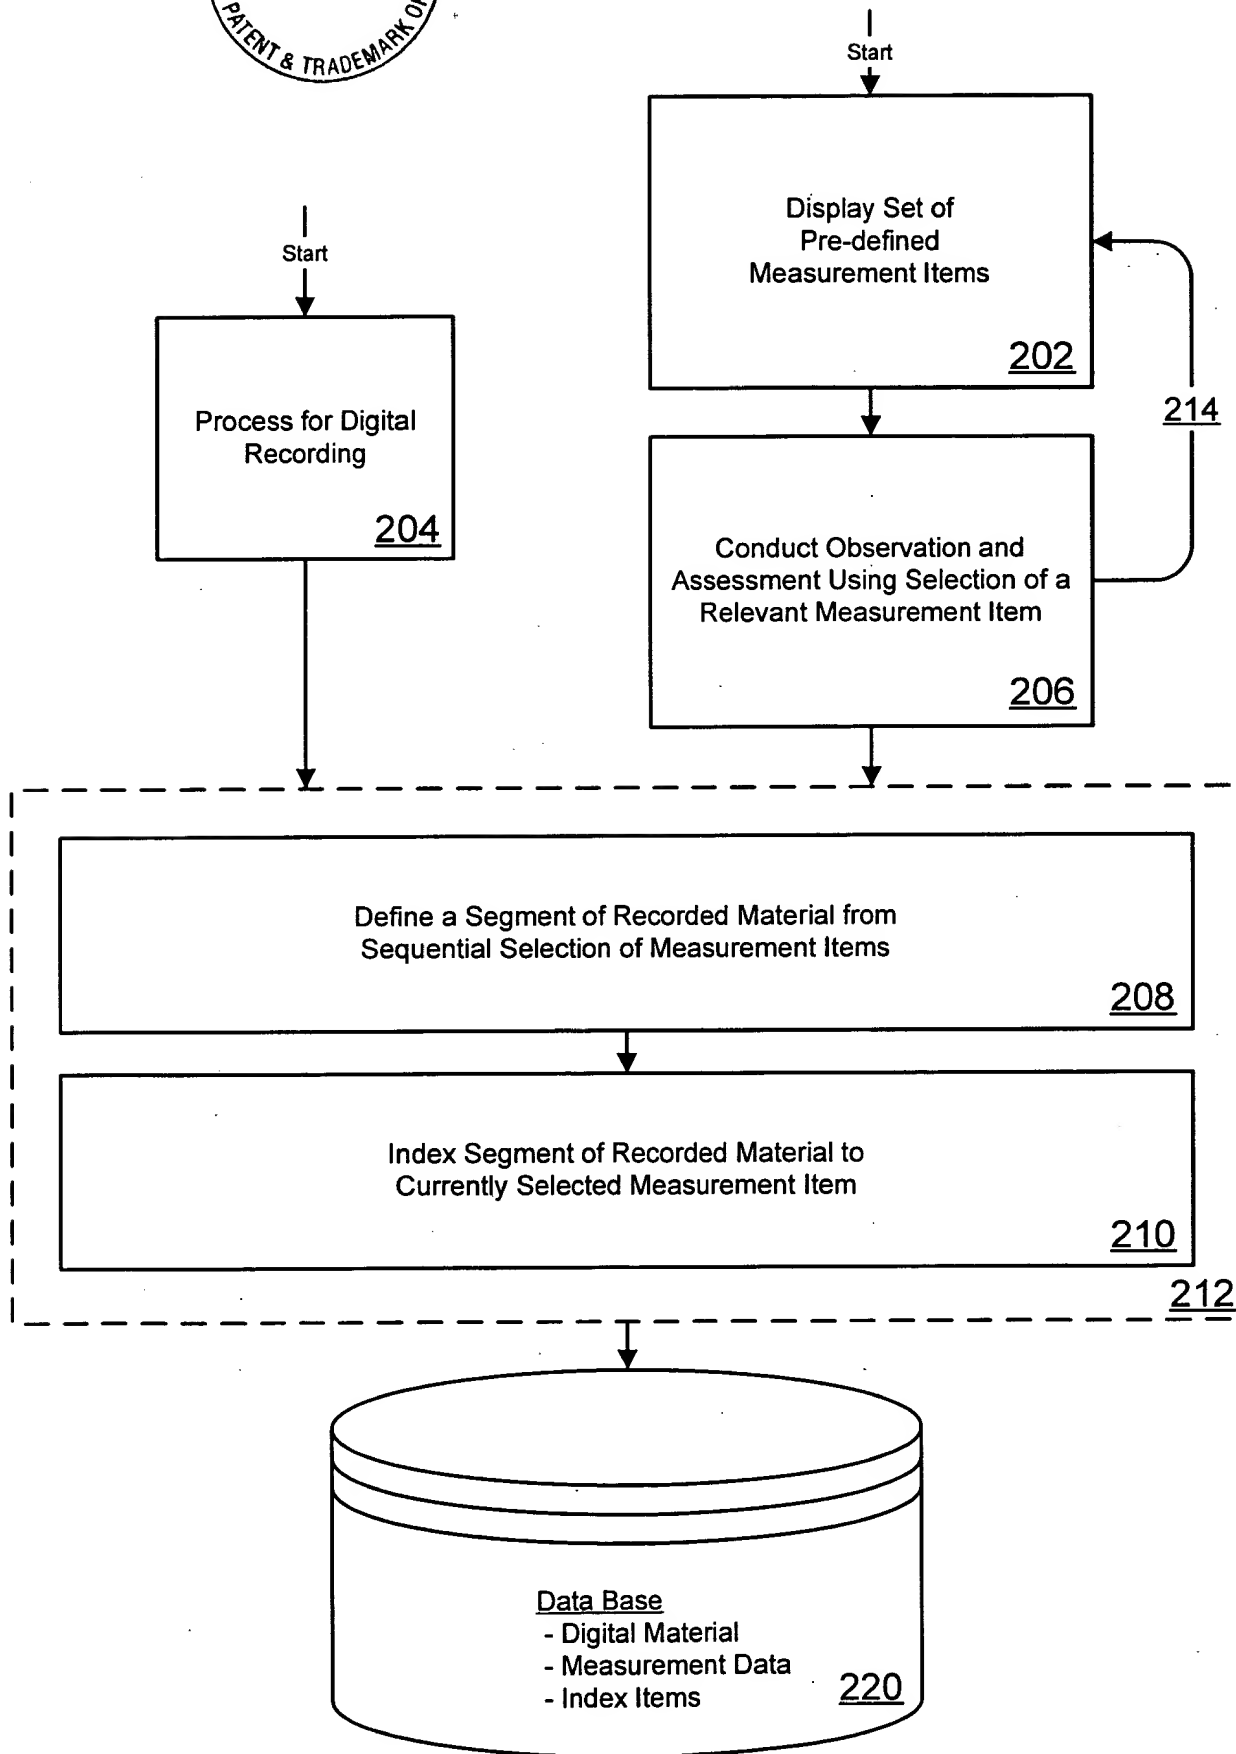 PATENT & TRADEMARK
Start
Display Set of
Pre-defined
Measurement Items
202
Start
214
Process for Digital
Recording
204
Conduct Observation and
Assessment Using Selection of a
Relevant Measurement Item
206
Define a Segment of Recorded Material from
Sequential Selection of Measurement Items
208
Index Segment of Recorded Material to
Currently Selected Measurement Item
210
212
Data Base
- Digital Material
- Measurement Data
- Index Items
220